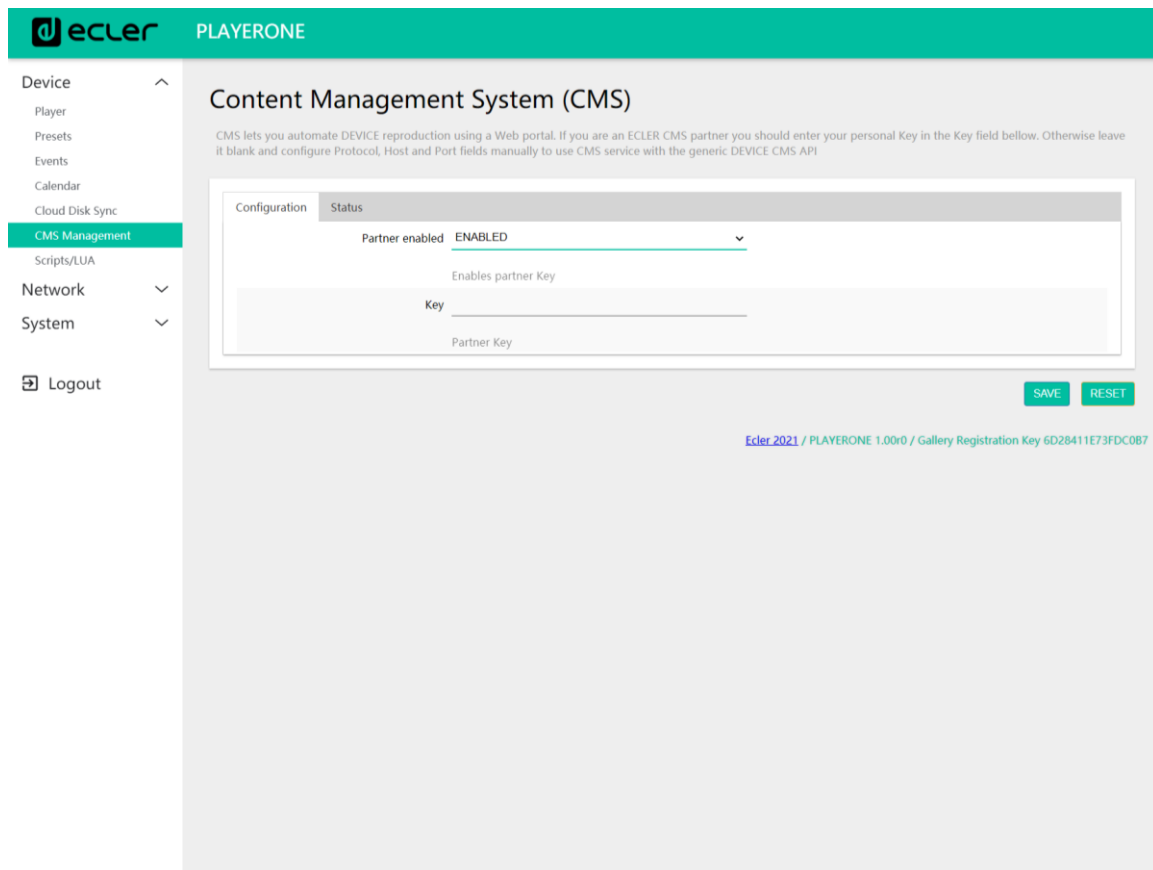 ecler
PLAYERONE
Device
Player
Presets
Events
Calendar
Cloud Disk Sync
CMS Management
Scripts/LUA
Network
System
Logout
Content Management System (CMS)
CMS lets you automate DEVICE reproduction using a Web portal. If you are an ECLER CMS partner you should enter your personal Key in the Key field bellow. Otherwise leave
it blank and configure Protocol, Host and Port fields manually to use CMS service with the generic DEVICE CMS API
Configuration Status
Partner enabled ENABLED
Enables partner Key
Key
Partner Key
SAVE RESET
Ecler 2021 / PLAYERONE 1.00r0 / Gallery Registration Key 6D28411E73FDC0B7